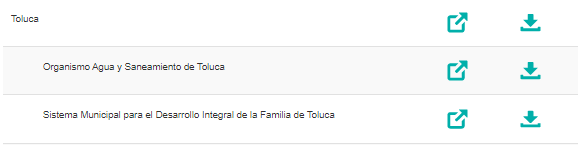 Toluca
Organismo Agua y Saneamiento de Toluca
Sistema Municipal para el Desarrollo Integral de la Familia de Toluca